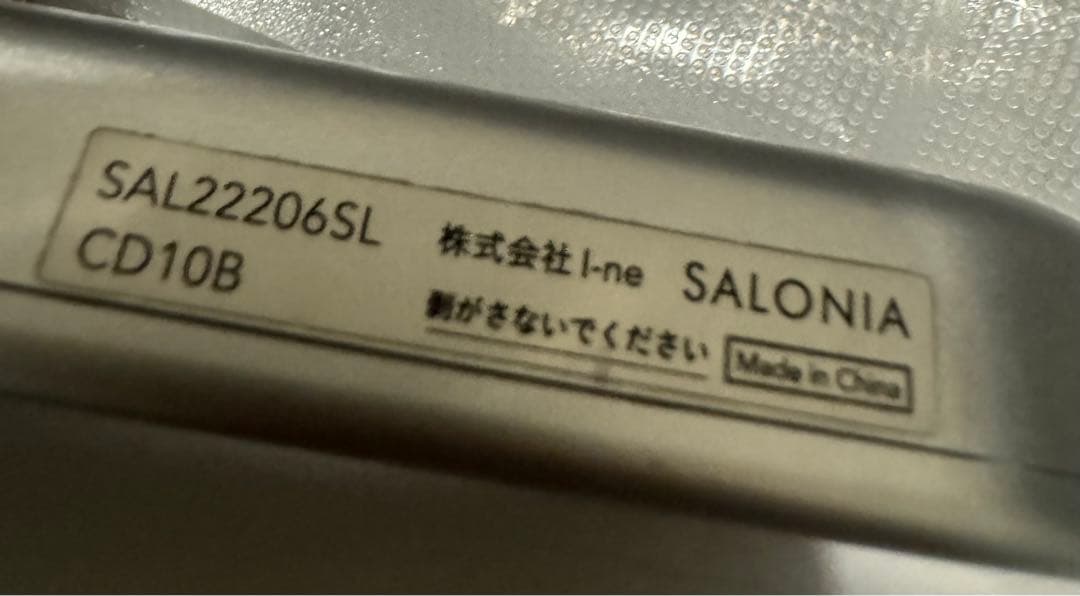 SAL22206SL
CD10B
株式会社 I-ne
剥がさないでください
SALONIA
Made in China